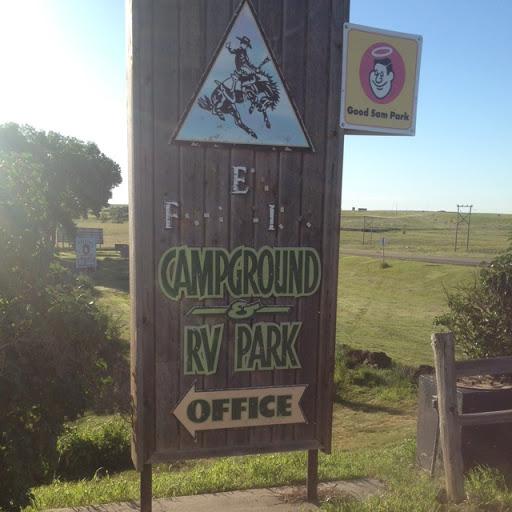 Good Sam Park
E
F I
CAMPGROUND
&
RV PARK
OFFICE